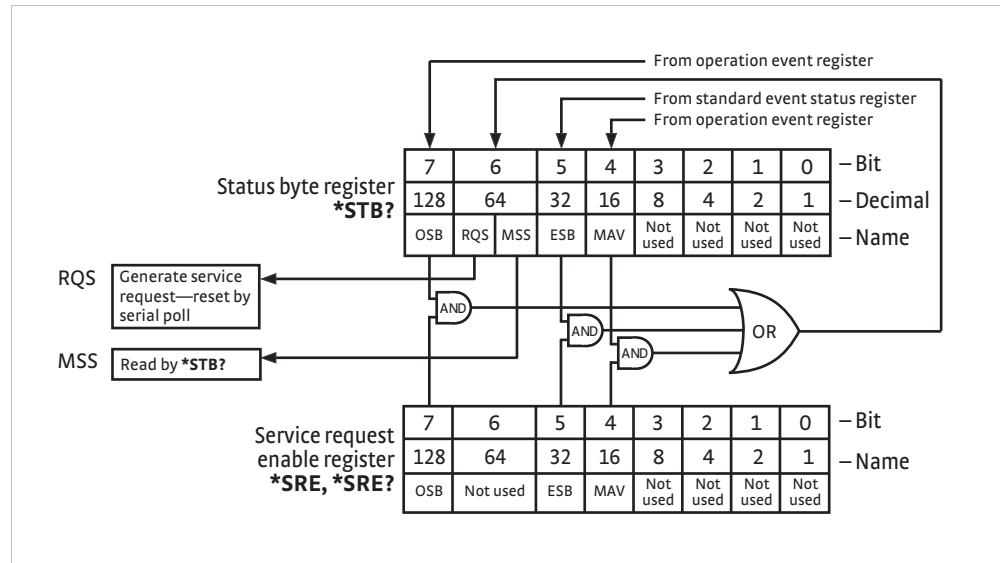 From operation event register
From standard event status register
From operation event register
7 6 5 4 3 2 1 0 – Bit
Status byte register
*STB?
128 64 32 16 8 4 2 1 – Decimal
OSB RQS MSS ESB MAV Not used Not used Not used Not used – Name
RQS
Generate service
request—reset by
serial poll
AND
AND
AND
OR
MSS
Read by *STB?
7 6 5 4 3 2 1 0 – Bit
Service request
enable register
*SRE, *SRE?
128 64 32 16 8 4 2 1 – Name
OSB Not used ESB MAV Not used Not used Not used Not used